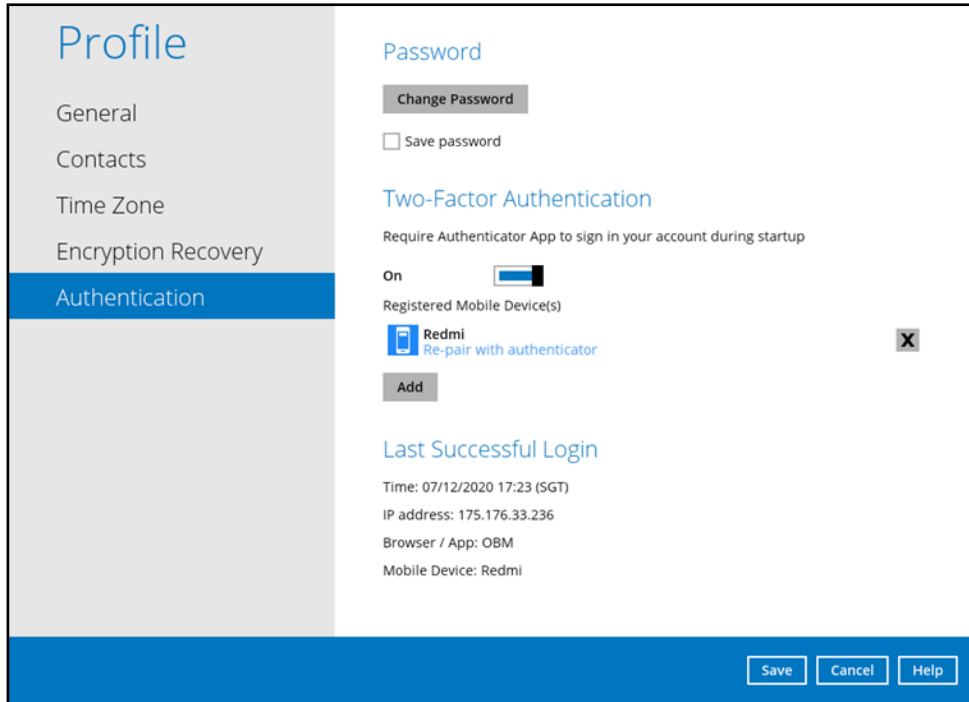 Profile
General
Contacts
Time Zone
Encryption Recovery
Authentication
Password
Change Password
Save password
Two-Factor Authentication
Require Authenticator App to sign in your account during startup
On
Registered Mobile Device(s)
Redmi
Re-pair with authenticator
X
Add
Last Successful Login
Time: 07/12/2020 17:23 (SGT)
IP address: 175.176.33.236
Browser / App: OBM
Mobile Device: Redmi
Save Cancel Help